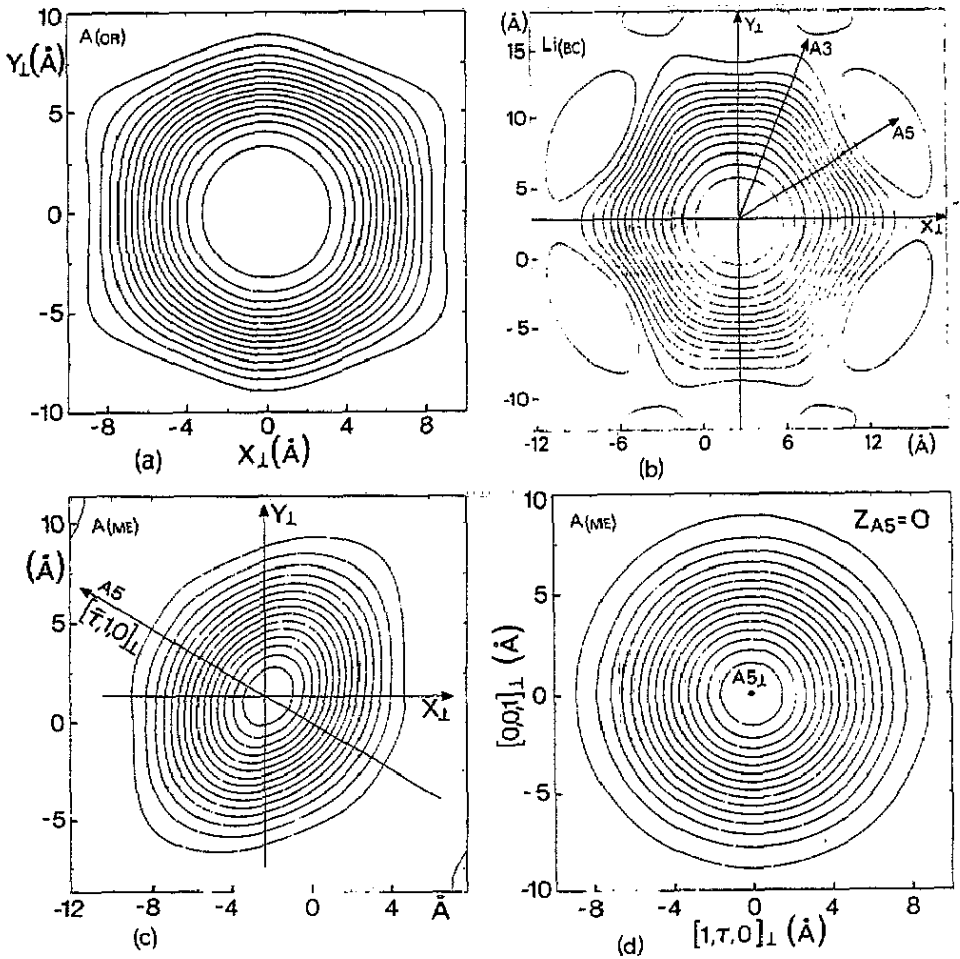 A(OR)
Y⊥(Å)
10
5
0
-5
-10
-8 -4 0 4 8
(a) X⊥(Å)
(Å)
Li(BC)
Y⊥
A3
A5
X⊥
15
10
5
0
-5
-10
-12 -6 0 6 12
(b) (Å)
A(ME)
Y⊥
(Å)
A5
[τ̄,1,0]⊥
X⊥
10
5
0
-5
-12 -8 -4 0 4 Å
(c)
A(ME) Z A5=0
[0,0,1]⊥ (Å)
A5⊥
10
5
0
-5
-10
-8 -4 0 4 8
(d) [1,τ,0]⊥ (Å)